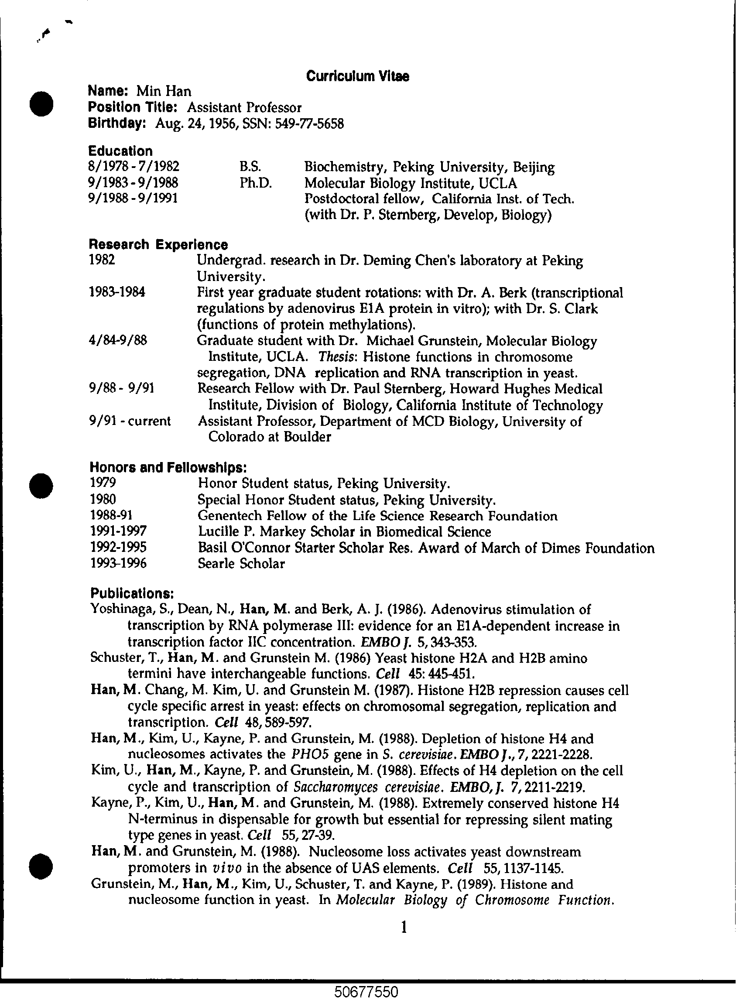 Curriculum Vitae
Name: Min Han
Position Title: Assistant Professor
Birthday: Aug. 24, 1956, SSN: 549-77-5658
Education
8/1978 - 7/1982 B.S. Biochemistry, Peking University, Beijing
9/1983 - 9/1988 Ph.D. Molecular Biology Institute, UCLA
9/1988 - 9/1991 Postdoctoral fellow, California Inst. of Tech.
(with Dr. P. Sternberg, Develop, Biology)
Research Experience
1982 Undergrad. research in Dr. Deming Chen's laboratory at Peking
University.
1983-1984 First year graduate student rotations: with Dr. A. Berk (transcriptional
regulations by adenovirus E1A protein in vitro); with Dr. S. Clark
(functions of protein methylations).
4/84-9/88 Graduate student with Dr. Michael Grunstein, Molecular Biology
Institute, UCLA. Thesis: Histone functions in chromosome
segregation, DNA replication and RNA transcription in yeast.
9/88 - 9/91 Research Fellow with Dr. Paul Sternberg, Howard Hughes Medical
Institute, Division of Biology, California Institute of Technology
9/91 - current Assistant Professor, Department of MCD Biology, University of
Colorado at Boulder
Honors and Fellowships:
1979 Honor Student status, Peking University.
1980 Special Honor Student status, Peking University.
1988-91 Genentech Fellow of the Life Science Research Foundation
1991-1997 Lucille P. Markey Scholar in Biomedical Science
1992-1995 Basil O'Connor Starter Scholar Res. Award of March of Dimes Foundation
1993-1996 Searle Scholar
Publications:
Yoshinaga, S., Dean, N., Han, M. and Berk, A. J. (1986). Adenovirus stimulation of
transcription by RNA polymerase III: evidence for an E1A-dependent increase in
transcription factor IIC concentration. EMBO J. 5, 343-353.
Schuster, T., Han, M. and Grunstein M. (1986) Yeast histone H2A and H2B amino
termini have interchangeable functions. Cell 45: 445-451.
Han, M. Chang, M. Kim, U. and Grunstein M. (1987). Histone H2B repression causes cell
cycle specific arrest in yeast: effects on chromosomal segregation, replication and
transcription. Cell 48, 589-597.
Han, M., Kim, U., Kayne, P. and Grunstein, M. (1988). Depletion of histone H4 and
nucleosomes activates the PHO5 gene in S. cerevisiae. EMBO J., 7, 2221-2228.
Kim, U., Han, M., Kayne, P. and Grunstein, M. (1988). Effects of H4 depletion on the cell
cycle and transcription of Saccharomyces cerevisiae. EMBO, J. 7, 2211-2219.
Kayne, P., Kim, U., Han, M. and Grunstein, M. (1988). Extremely conserved histone H4
N-terminus in dispensable for growth but essential for repressing silent mating
type genes in yeast. Cell 55, 27-39.
Han, M. and Grunstein, M. (1988). Nucleosome loss activates yeast downstream
promoters in vivo in the absence of UAS elements. Cell 55, 1137-1145.
Grunstein, M., Han, M., Kim, U., Schuster, T. and Kayne, P. (1989). Histone and
nucleosome function in yeast. In Molecular Biology of Chromosome Function.
1
50677550